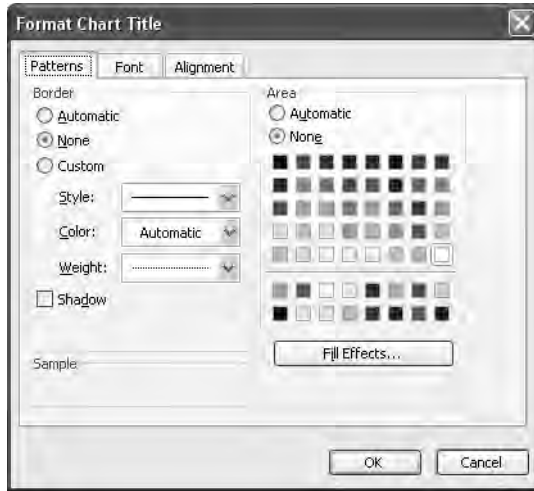 Format Chart Title
Patterns
Font
Alignment
Border
Automatic
None
Custom
Style:
Color:
Automatic
Weight:
Shadow
Sample
Area
Automatic
None
Fill Effects...
OK
Cancel